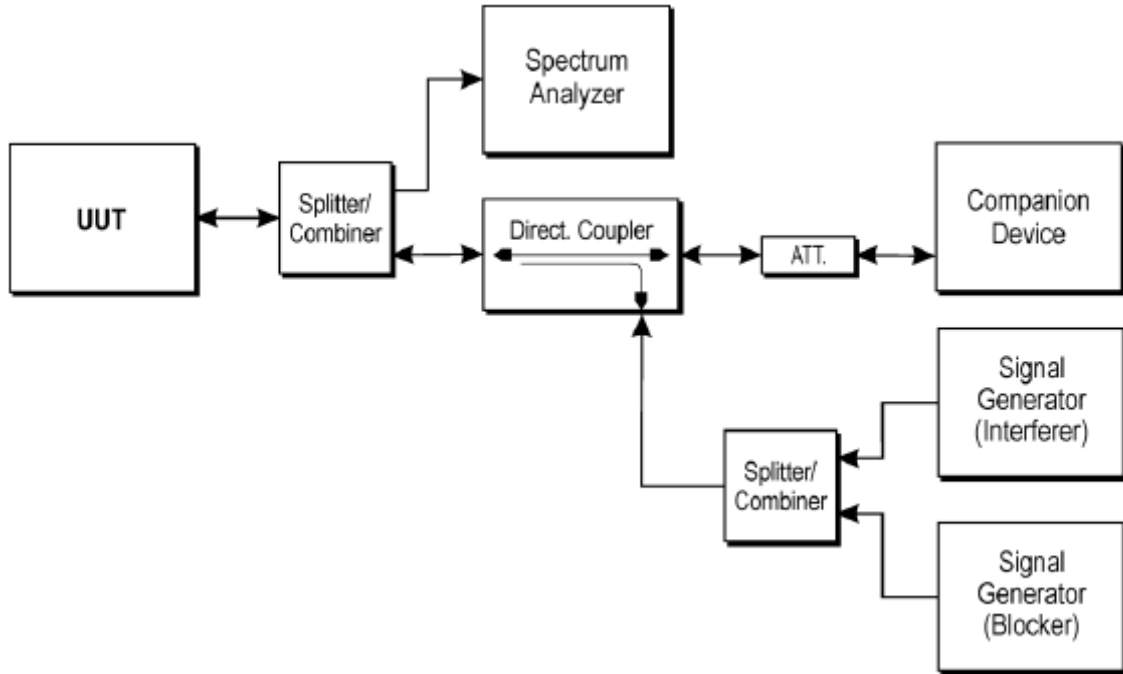 Spectrum
Analyzer
UUT
Splitter/
Combiner
Direct. Coupler
ATT.
Companion
Device
Signal
Generator
(Interferer)
Splitter/
Combiner
Signal
Generator
(Blocker)